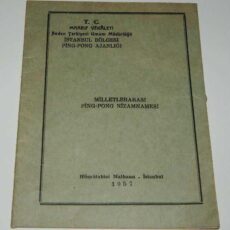 T. C.
MAARİF VEKÂLETİ
Beden Terbiyesi Umum Müdürlüğü
İSTANBUL BÖLGESİ
PİNG-PONG AJANLIĞI
MİLLETLERARASI
PİNG-PONG NİZAMNAMESİ
Hüsnütabiat Matbaası - İstanbul
1957